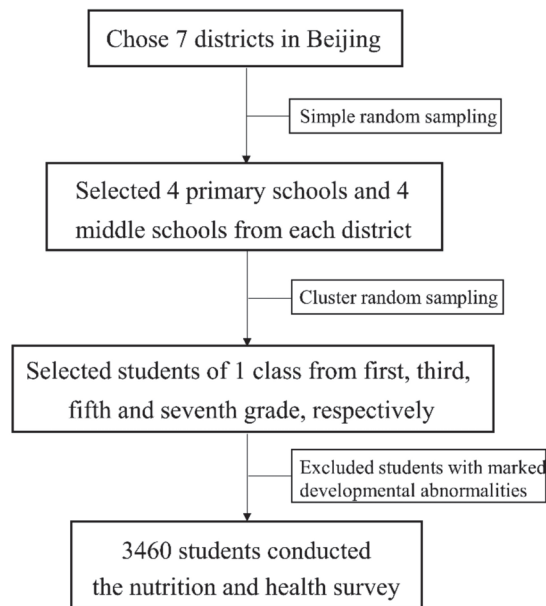 Chose 7 districts in Beijing
Simple random sampling
Selected 4 primary schools and 4
middle schools from each district
Cluster random sampling
Selected students of 1 class from first, third,
fifth and seventh grade, respectively
Excluded students with marked
developmental abnormalities
3460 students conducted
the nutrition and health survey